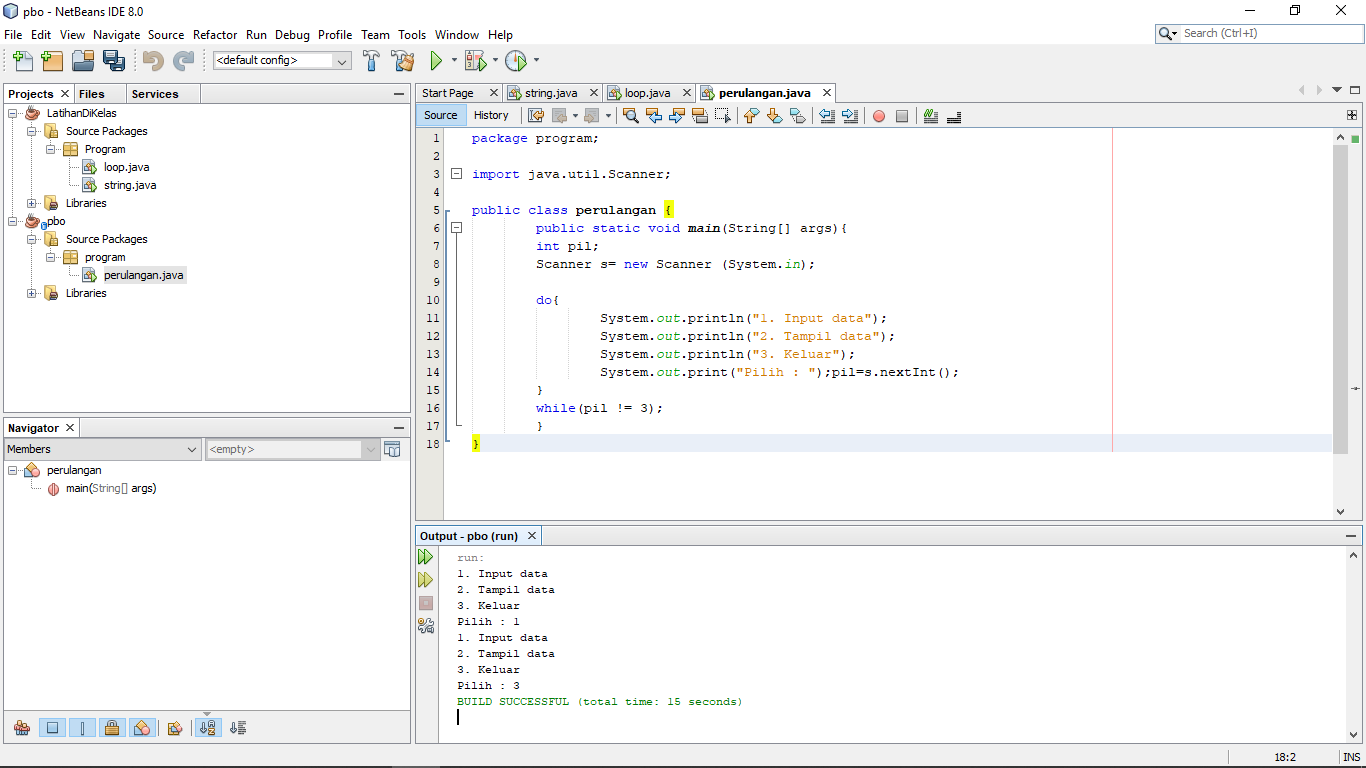 pbo - NetBeans IDE 8.0
File Edit View Navigate Source Refactor Run Debug Profile Team Tools Window Help
Search (Ctrl+I)
<default config>
Projects Files Services
LatihanDiKelas
Source Packages
Program
loop.java
string.java
Libraries
pbo
Source Packages
program
perulangan.java
Libraries
Navigator
Members <empty>
perulangan
main(String[] args)
Start Page string.java loop.java perulangan.java
Source History
1 package program;
2
3 import java.util.Scanner;
4
5 public class perulangan {
6 public static void main(String[] args){
7 int pil;
8 Scanner s= new Scanner (System.in);
9
10 do{
11 System.out.println("1. Input data");
12 System.out.println("2. Tampil data");
13 System.out.println("3. Keluar");
14 System.out.print("Pilih : ");pil=s.nextInt();
15 }
16 while(pil != 3);
17 }
18 }
Output - pbo (run)
run:
1. Input data
2. Tampil data
3. Keluar
Pilih : 1
1. Input data
2. Tampil data
3. Keluar
Pilih : 3
BUILD SUCCESSFUL (total time: 15 seconds)
18:2 INS